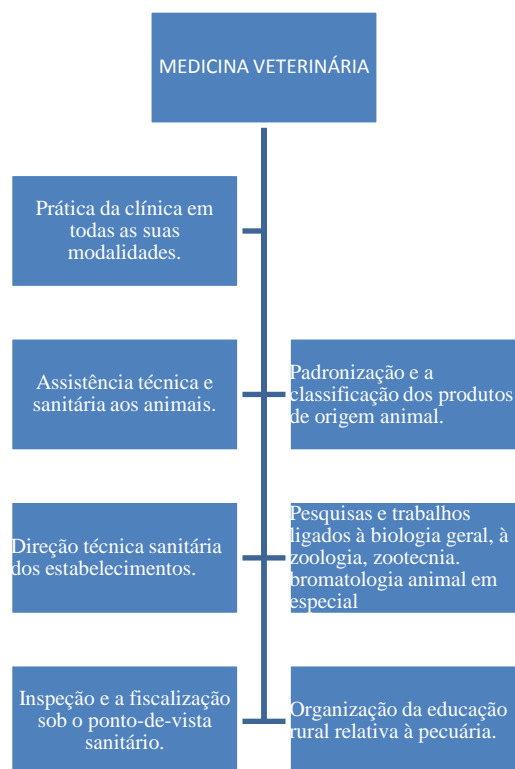 MEDICINA VETERINÁRIA
Prática da clínica em
todas as suas
modalidades.
Assistência técnica e
sanitária aos animais.
Padronização e a
classificação dos produtos
de origem animal.
Direção técnica sanitária
dos estabelecimentos.
Pesquisas e trabalhos
ligados à biologia geral, à
zoologia, zootecnia.
bromatologia animal em
especial
Inspeção e a fiscalização
sob o ponto-de-vista
sanitário.
Organização da educação
rural relativa à pecuária.